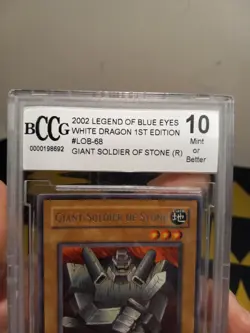 BCCG
0000198692
2002 LEGEND OF BLUE EYES
WHITE DRAGON 1ST EDITION
#LOB-68
GIANT SOLDIER OF STONE (R)
10
Mint
or
Better
GIANT SOLDIER OF STONE
地